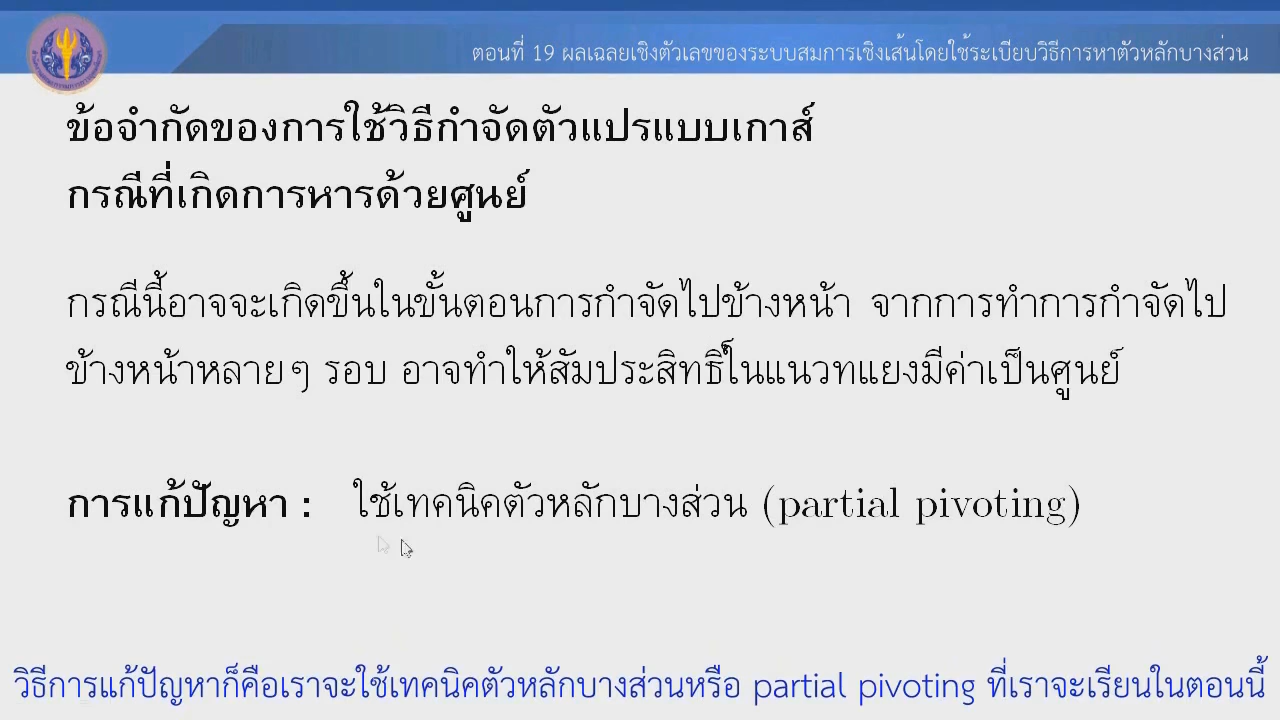 ตอนที่ 19 ผลเฉลยเชิงตัวเลขของระบบสมการเชิงเส้นโดยใช้ระเบียบวิธีการหาตัวหลักบางส่วน
ข้อจำกัดของการใช้วิธีกำจัดตัวแปรแบบเกาส์
กรณีที่เกิดการหารด้วยศูนย์
กรณีนี้อาจจะเกิดขึ้นในขั้นตอนการกำจัดไปข้างหน้า จากการทำการกำจัดไป
ข้างหน้าหลายๆ รอบ อาจทำให้สัมประสิทธิ์ในแนวทแยงมีค่าเป็นศูนย์
การแก้ปัญหา : ใช้เทคนิคตัวหลักบางส่วน (partial pivoting)
วิธีการแก้ปัญหาก็คือเราจะใช้เทคนิคตัวหลักบางส่วนหรือ partial pivoting ที่เราจะเรียนในตอนนี้